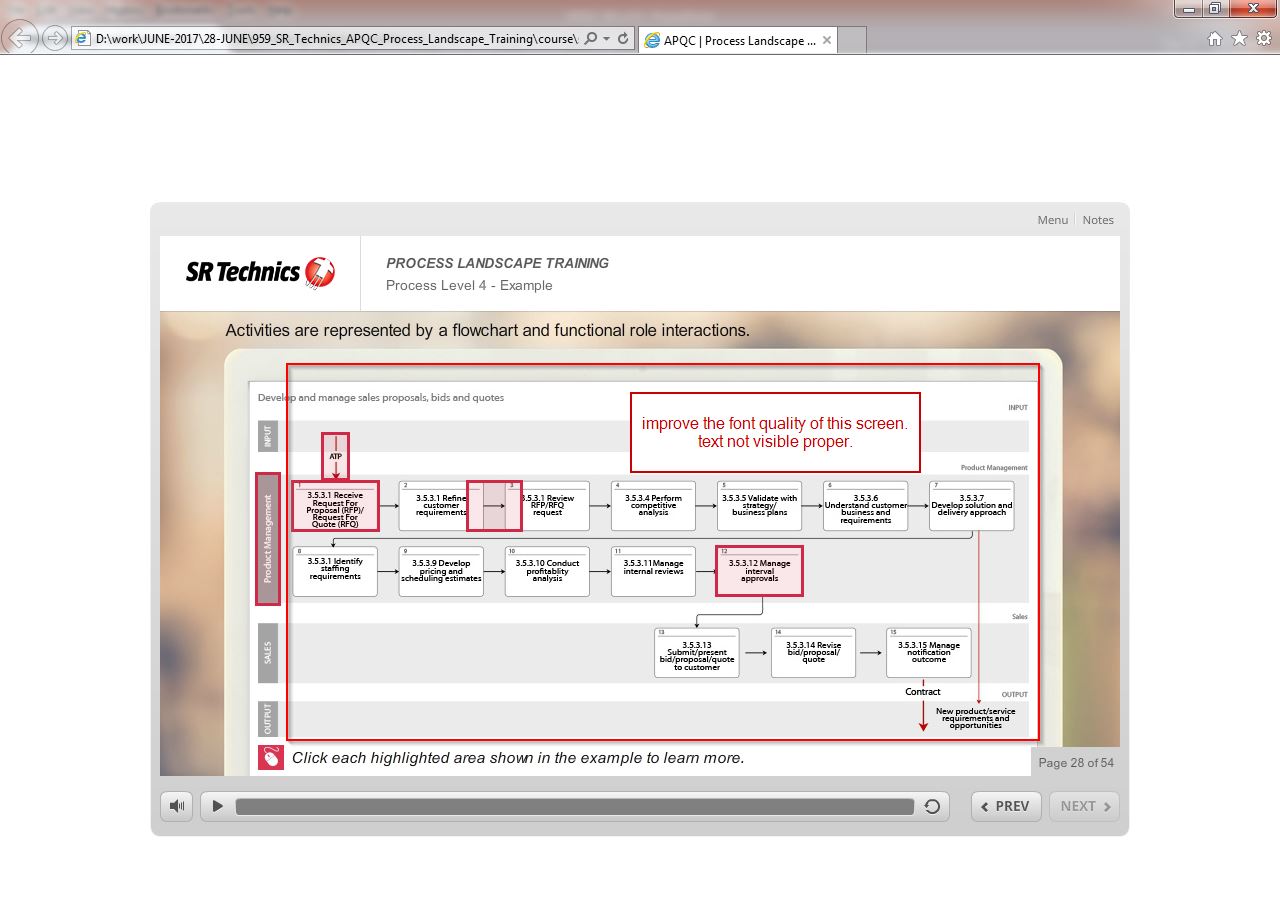 D:\work\JUNE-2017\28-JUNE\959_SR_Technics_APQC_Process_Landscape_Training\course\
APQC | Process Landscape ...
Menu
Notes
SR Technics
PROCESS LANDSCAPE TRAINING
Process Level 4 - Example
Activities are represented by a flowchart and functional role interactions.
Develop and manage sales proposals, bids and quotes
INPUT
INPUT
improve the font quality of this screen.
text not visible proper.
ATP
Product Management
Product Management
1
3.5.3.1 Receive
Request For
Proposal (RFP)/
Request For
Quote (RFQ)
2
3.5.3.1 Refine
customer
requirements
3
3.5.3.1 Review
RFP/RFQ
request
4
3.5.3.4 Perform
competitive
analysis
5
3.5.3.5 Validate with
strategy/
business plans
6
3.5.3.6
Understand customer
business and
requirements
7
3.5.3.7
Develop solution and
delivery approach
8
3.5.3.1 Identify
staffing
requirements
9
3.5.3.9 Develop
pricing and
scheduling estimates
10
3.5.3.10 Conduct
profitablity
analysis
11
3.5.3.11Manage
internal reviews
12
3.5.3.12 Manage
interval
approvals
Sales
SALES
13
3.5.3.13
Submit/present
bid/proposal/quote
to customer
14
3.5.3.14 Revise
bid/proposal/
quote
15
3.5.3.15 Manage
notification
outcome
Contract
OUTPUT
OUTPUT
New product/service
requirements and
opportunities
Click each highlighted area shown in the example to learn more.
Page 28 of 54
PREV
NEXT